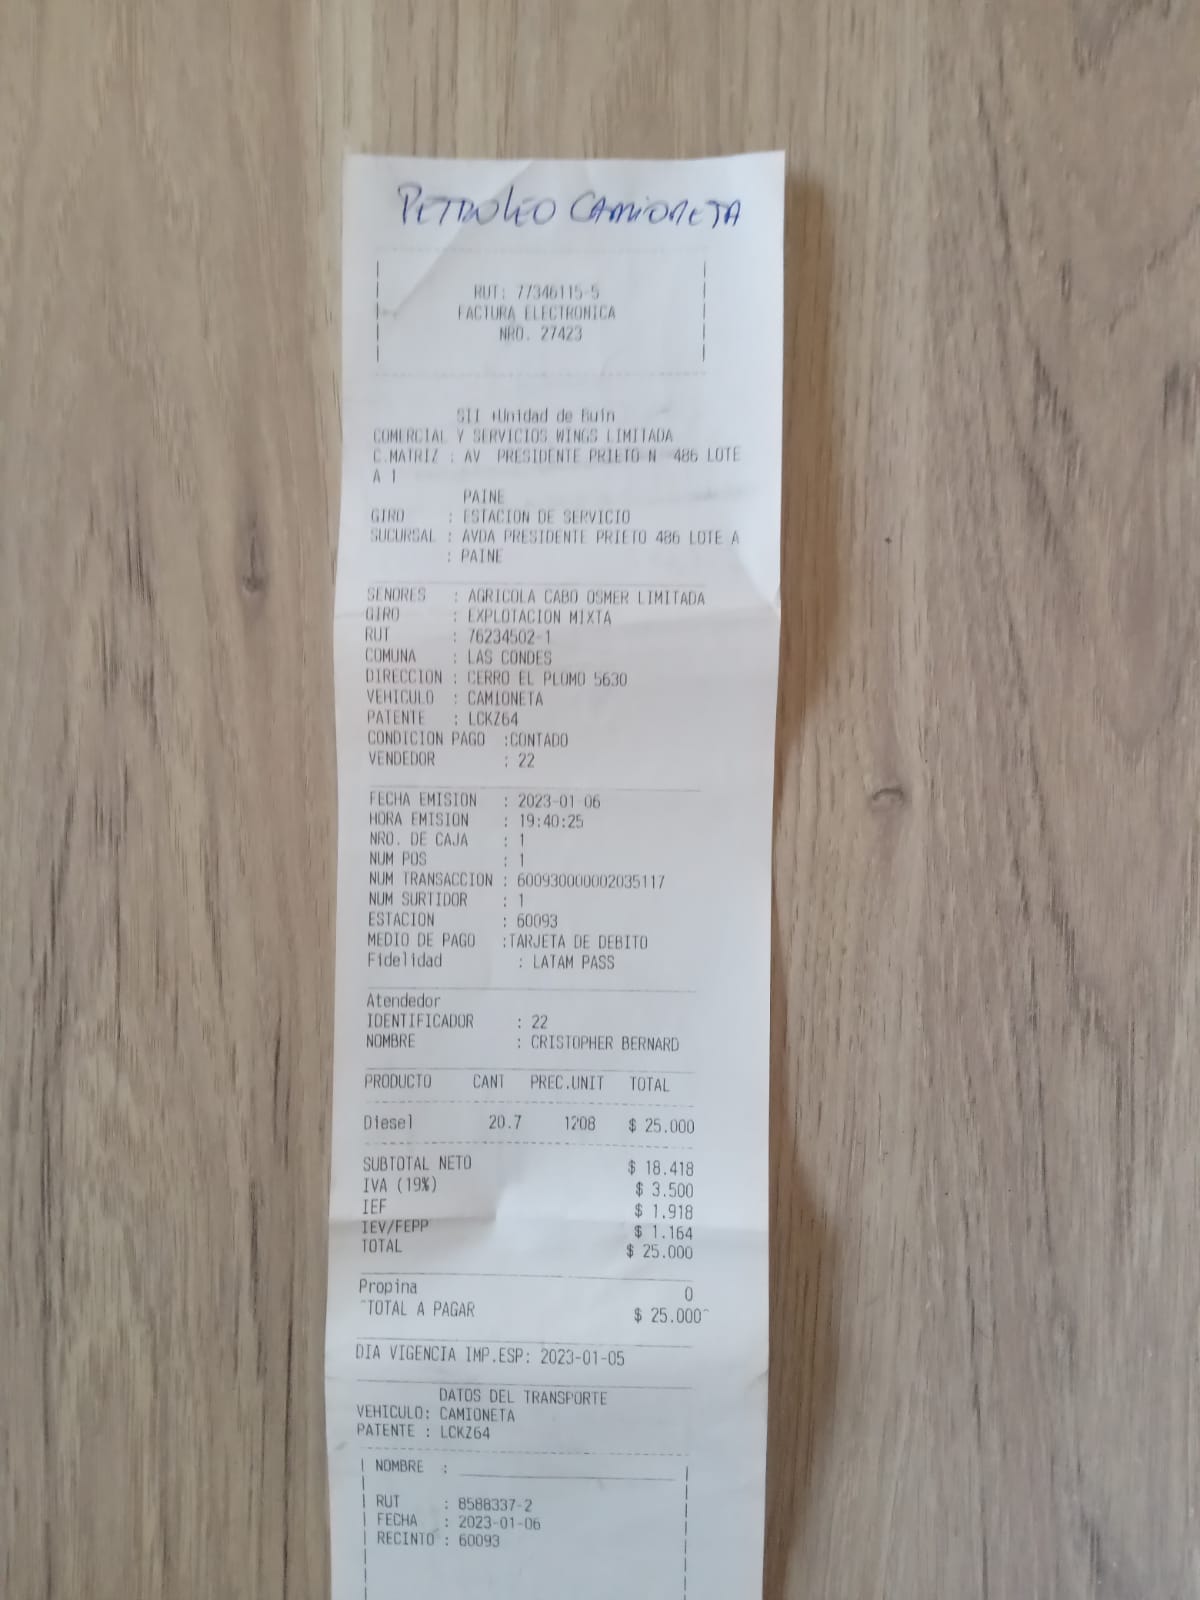 PETROLEO CAMIONETA
RUT: 77346115-5
FACTURA ELECTRONICA
NRO. 27423
SII :Unidad de Buin
COMERCIAL Y SERVICIOS WINGS LIMITADA
C.MATRIZ : AV PRESIDENTE PRIETO N 486 LOTE
A 1
PAINE
GIRO : ESTACION DE SERVICIO
SUCURSAL : AVDA PRESIDENTE PRIETO 486 LOTE A
: PAINE
SENORES : AGRICOLA CABO OSMER LIMITADA
GIRO : EXPLOTACION MIXTA
RUT : 76234502-1
COMUNA : LAS CONDES
DIRECCION : CERRO EL PLOMO 5630
VEHICULO : CAMIONETA
PATENTE : LCKZ64
CONDICION PAGO :CONTADO
VENDEDOR : 22
FECHA EMISION : 2023-01-06
HORA EMISION : 19:40:25
NRO. DE CAJA : 1
NUM POS : 1
NUM TRANSACCION : 600930000002035117
NUM SURTIDOR : 1
ESTACION : 60093
MEDIO DE PAGO :TARJETA DE DEBITO
Fidelidad : LATAM PASS
Atendedor
IDENTIFICADOR : 22
NOMBRE : CRISTOPHER BERNARD
PRODUCTO CANT PREC.UNIT TOTAL
Diesel 20.7 1208 $ 25.000
SUBTOTAL NETO $ 18.418
IVA (19%) $ 3.500
IEF $ 1.918
IEV/FEPP $ 1.164
TOTAL $ 25.000
Propina 0
~TOTAL A PAGAR $ 25.000~
DIA VIGENCIA IMP.ESP: 2023-01-05
DATOS DEL TRANSPORTE
VEHICULO: CAMIONETA
PATENTE : LCKZ64
NOMBRE :
RUT : 8588337-2
FECHA : 2023-01-06
RECINTO : 60093